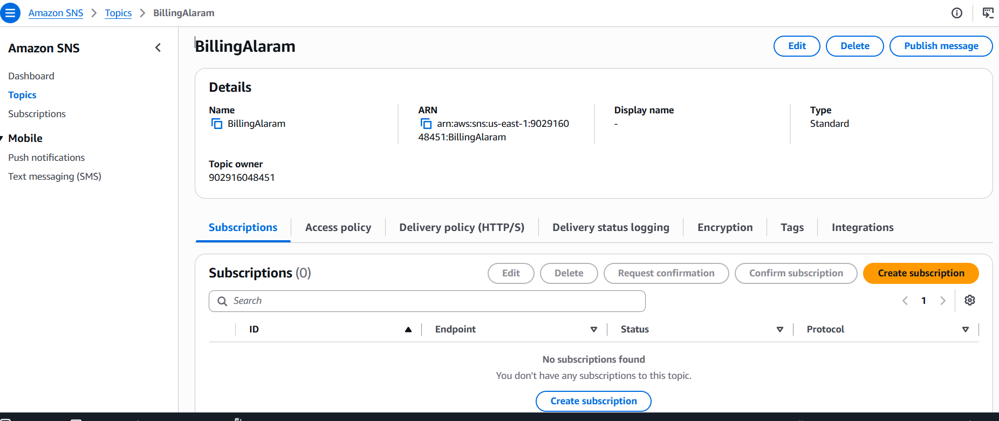 Amazon SNS
Topics
BillingAlaram
Amazon SNS
Dashboard
Topics
Subscriptions
Mobile
Push notifications
Text messaging (SMS)
BillingAlaram
Edit
Delete
Publish message
Details
Name
BillingAlaram
ARN
arn:aws:sns:us-east-1:9029160
48451:BillingAlaram
Display name
-
Type
Standard
Topic owner
902916048451
Subscriptions
Access policy
Delivery policy (HTTP/S)
Delivery status logging
Encryption
Tags
Integrations
Subscriptions (0)
Edit
Delete
Request confirmation
Confirm subscription
Create subscription
Search
1
ID
Endpoint
Status
Protocol
No subscriptions found
You don't have any subscriptions to this topic.
Create subscription